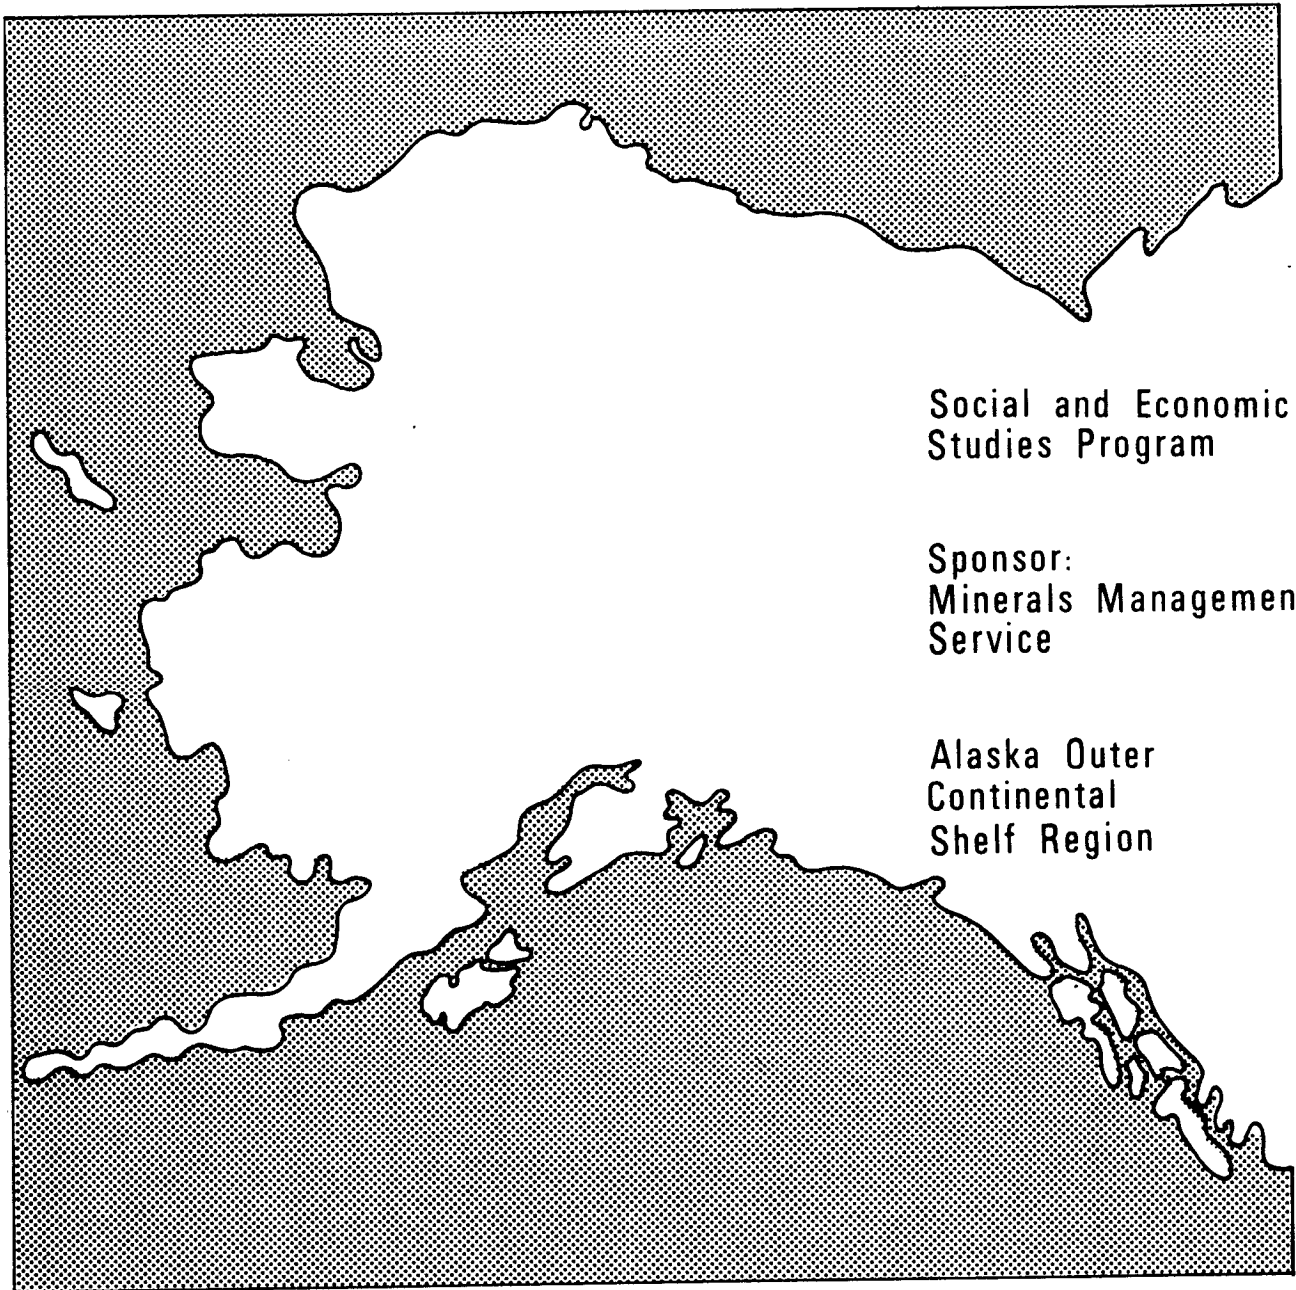 Social and Economic
Studies Program
Sponsor:
Minerals Managemen
Service
Alaska Outer
Continental
Shelf Region